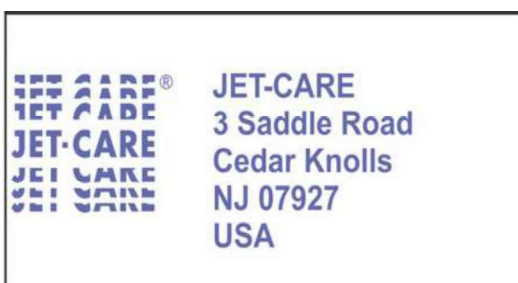 JET-CARE®
JET-CARE
3 Saddle Road
Cedar Knolls
NJ 07927
USA